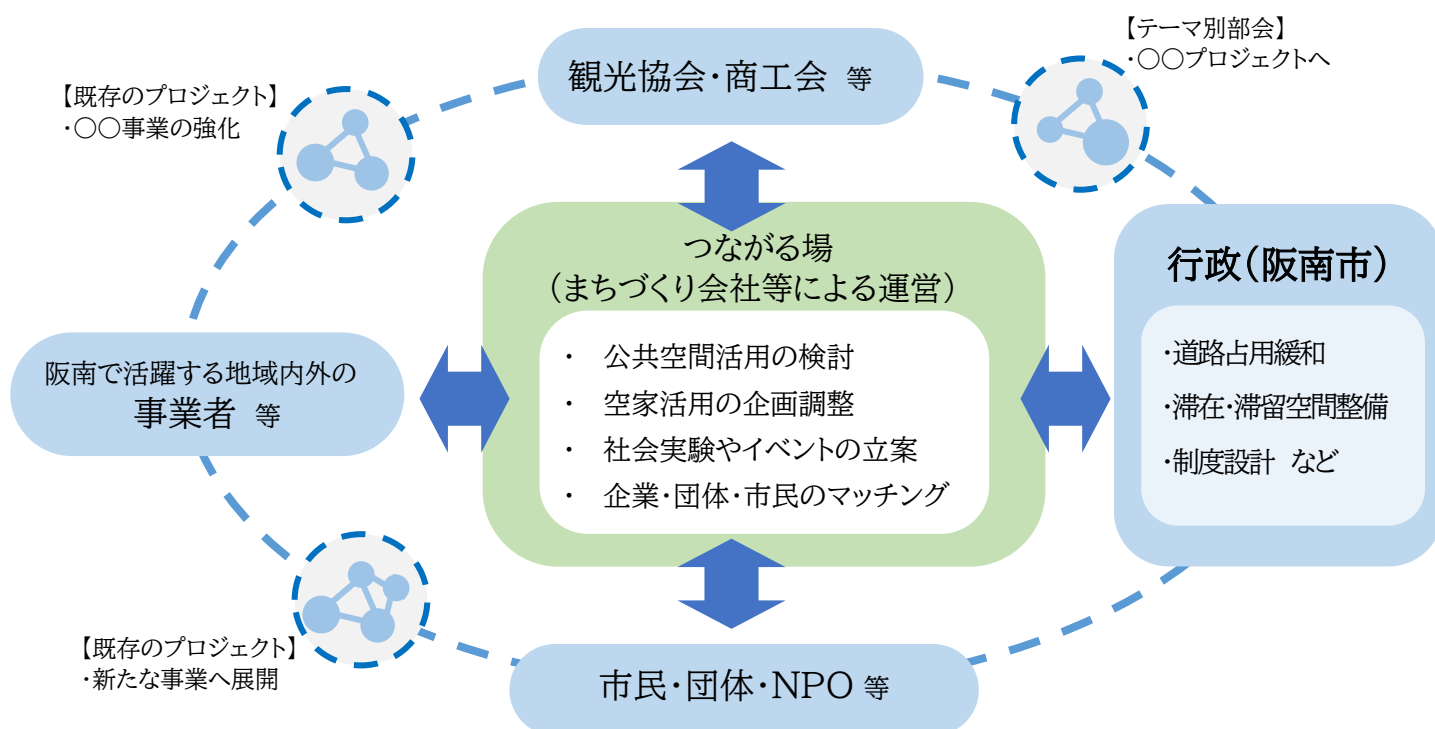 【テーマ別部会】
・○○プロジェクトへ
観光協会・商工会 等
【既存のプロジェクト】
・○○事業の強化
つながる場
(まちづくり会社等による運営)
・ 公共空間活用の検討
・ 空家活用の企画調整
・ 社会実験やイベントの立案
・ 企業・団体・市民のマッチング
行政(阪南市)
・道路占用緩和
・滞在・滞留空間整備
・制度設計 など
阪南で活躍する地域内外の
事業者 等
【既存のプロジェクト】
・新たな事業へ展開
市民・団体・NPO 等